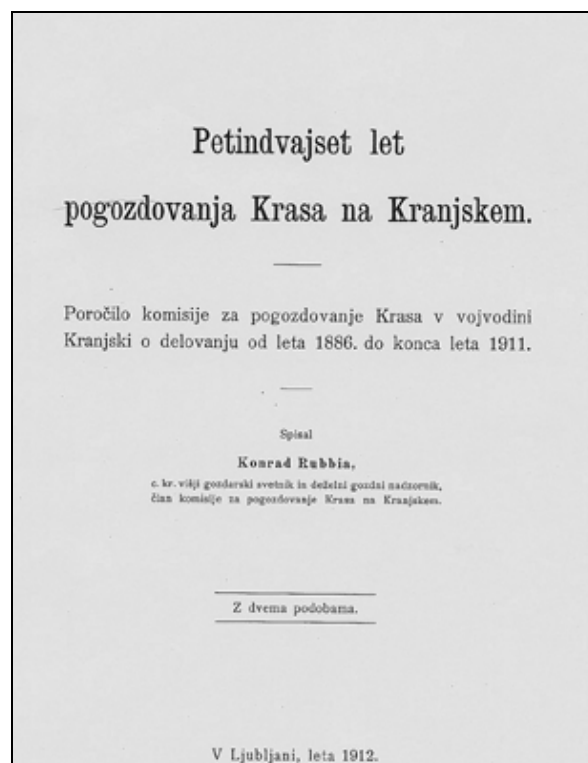 Petindvajset let
pogozdovanja Krasa na Kranjskem.
Poročilo komisije za pogozdovanje Krasa v vojvodini
Kranjski o delovanju od leta 1886. do konca leta 1911.
Spisal
Konrad Rubbia,
c. kr. višji gozdarski svetnik in deželni gozdni nadzornik,
član komisije za pogozdovanje Krasa na Kranjskem.
Z dvema podobama.
V Ljubljani, leta 1912.